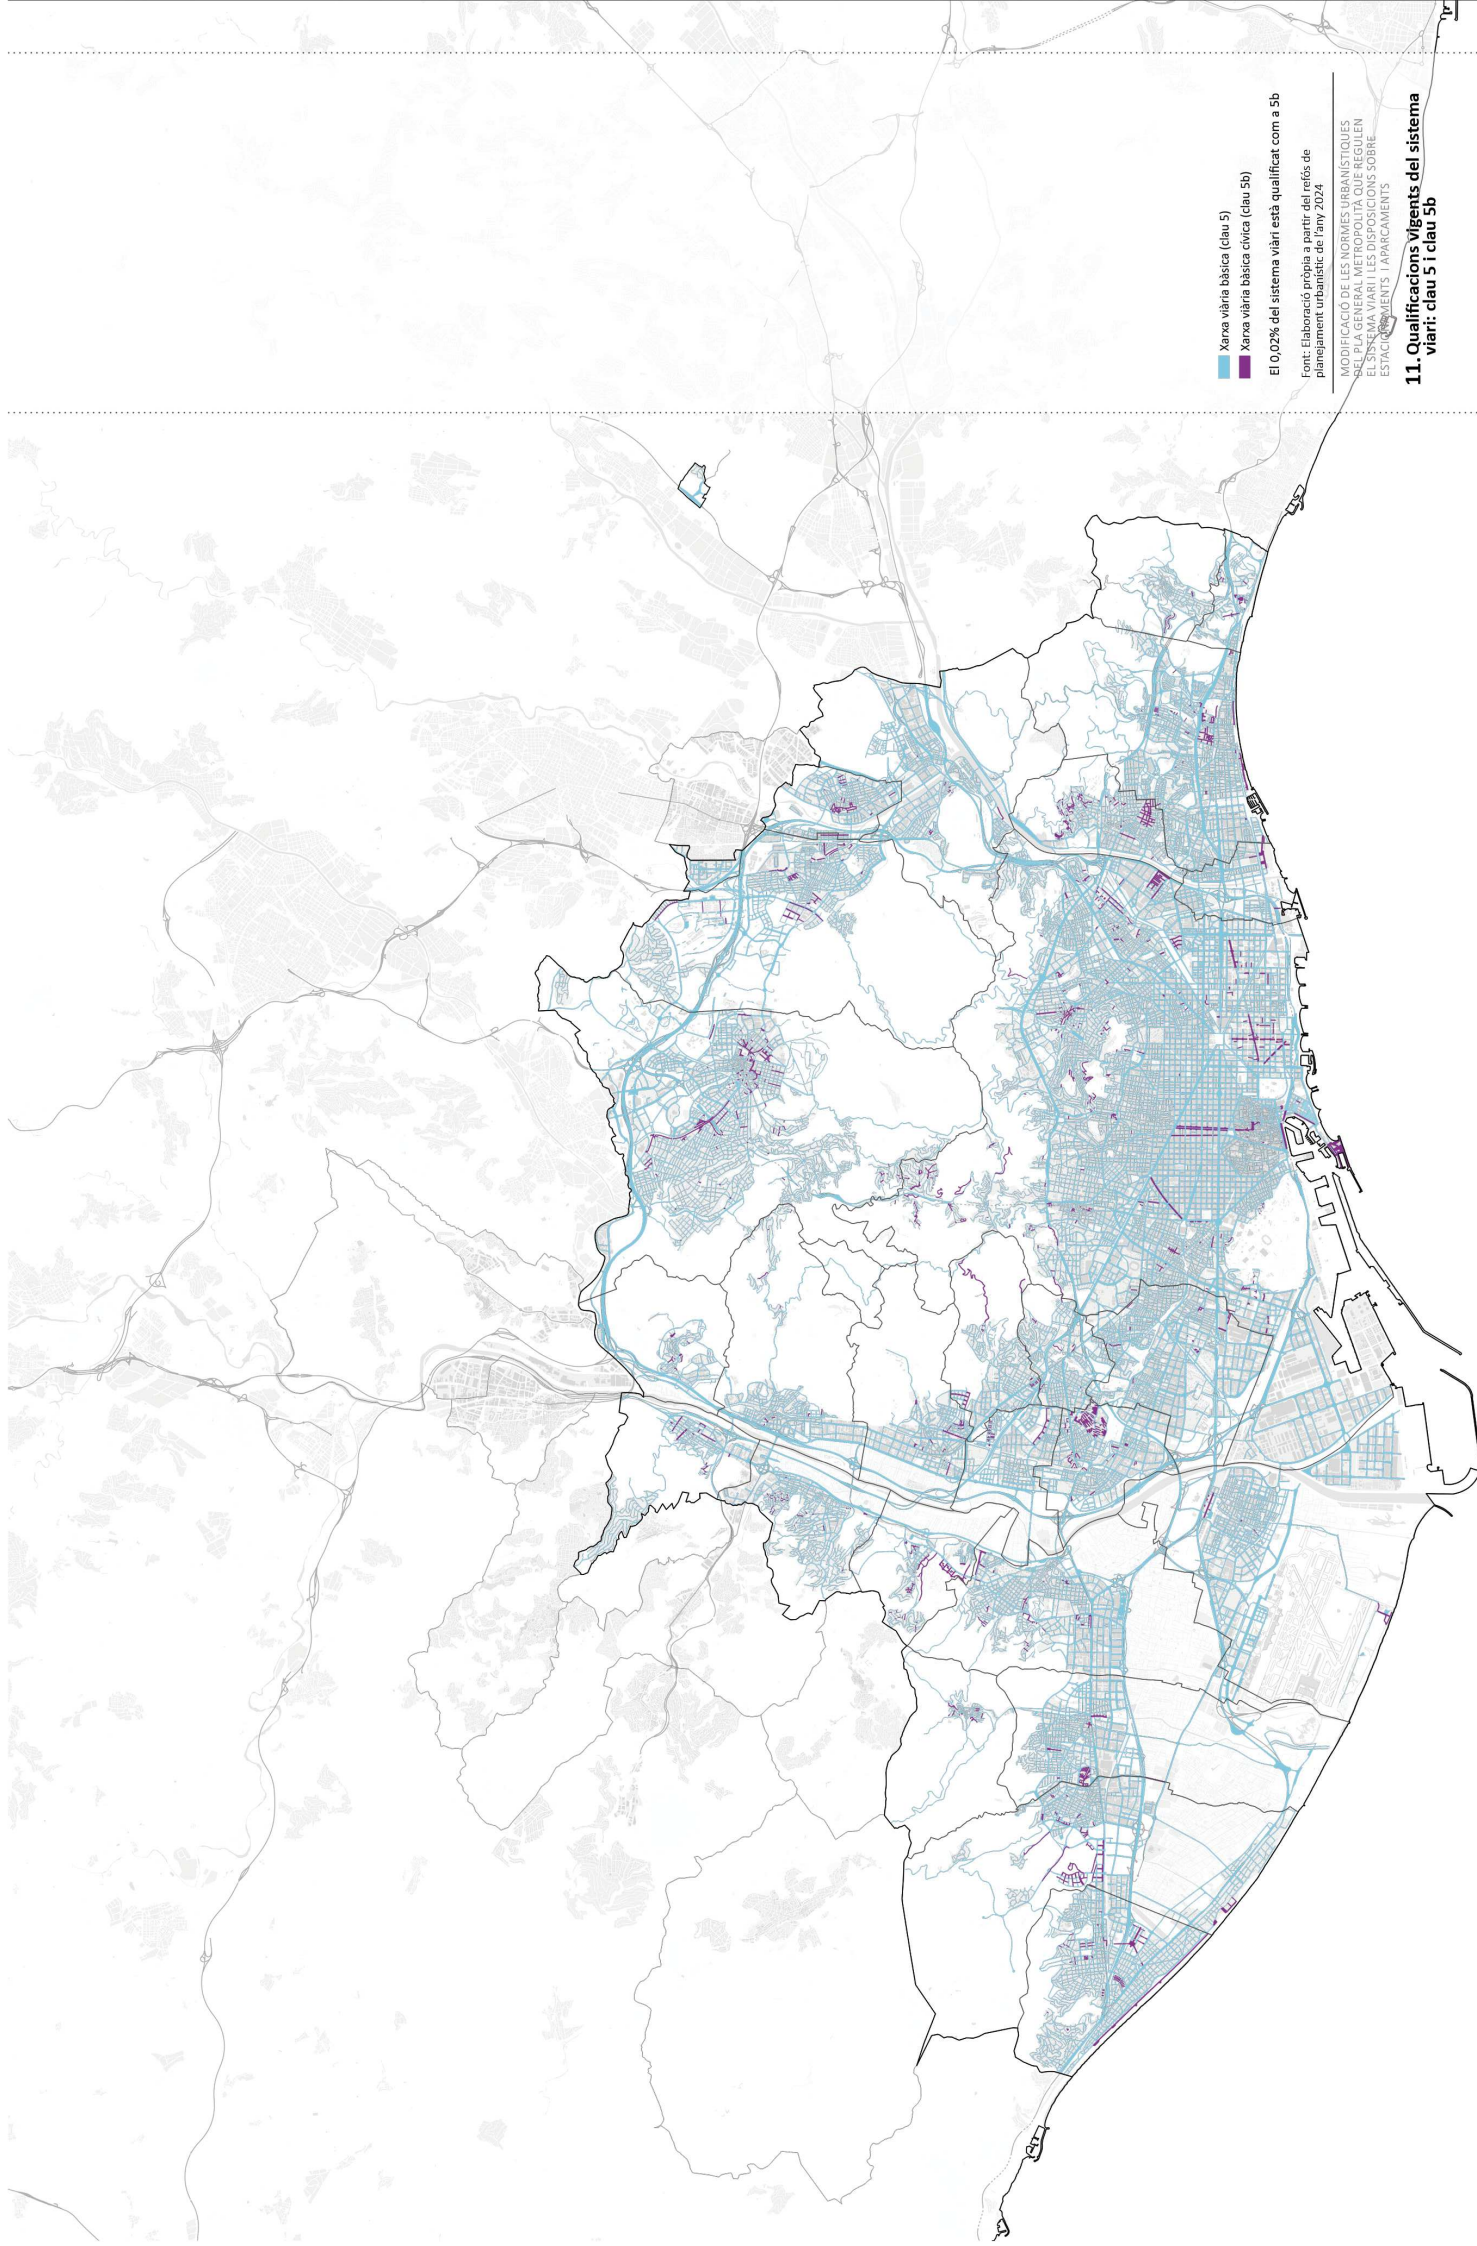 Xarxa viària bàsica (clau 5)
Xarxa viària bàsica cívica (clau 5b)
El 0,02% del sistema viàri està qualificat com a 5b
Font: Elaboració pròpia a partir del refós de
planejament urbanístic de l'any 2024
MODIFICACIÓ DE LES NORMES URBANÍSTIQUES
DEL PLA GENERAL METROPOLITÀ QUE REGULEN
EL SISTEMA VIARI I LES DISPOSICIONS SOBRE
ESTACIONAMENTS I APARCAMENTS
11. Qualificacions vigents del sistema
viari: clau 5 i clau 5b